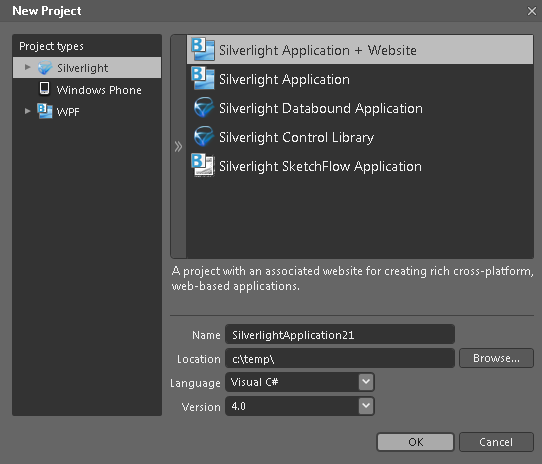 New Project
Project types
Silverlight
Windows Phone
WPF
Silverlight Application + Website
Silverlight Application
Silverlight Databound Application
Silverlight Control Library
Silverlight SketchFlow Application
A project with an associated website for creating rich cross-platform,
web-based applications.
Name SilverlightApplication21
Location c:\temp\ Browse...
Language Visual C#
Version 4.0
OK Cancel